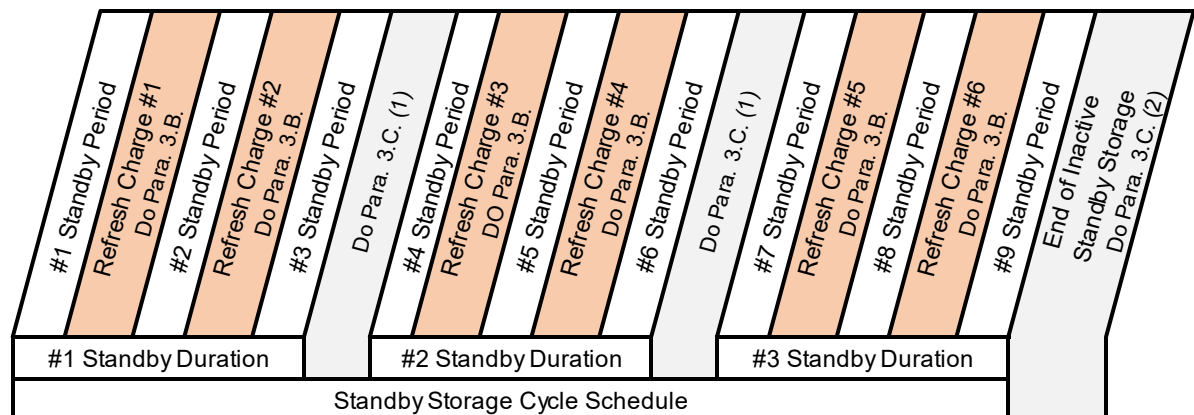 #1 Standby Period
Refresh Charge #1
Do Para. 3.B.
#2 Standby Period
Refresh Charge #2
Do Para. 3.B.
#3 Standby Period
Do Para. 3.C. (1)
#4 Standby Period
Refresh Charge #3
DO Para. 3.B.
#5 Standby Period
Refresh Charge #4
Do Para. 3.B.
#6 Standby Period
Do Para. 3.C. (1)
#7 Standby Period
Refresh Charge #5
Do Para. 3.B.
#8 Standby Period
Refresh Charge #6
Do Para. 3.B.
#9 Standby Period
End of Inactive
Standby Storage
Do Para. 3.C. (2)
#1 Standby Duration
#2 Standby Duration
#3 Standby Duration
Standby Storage Cycle Schedule